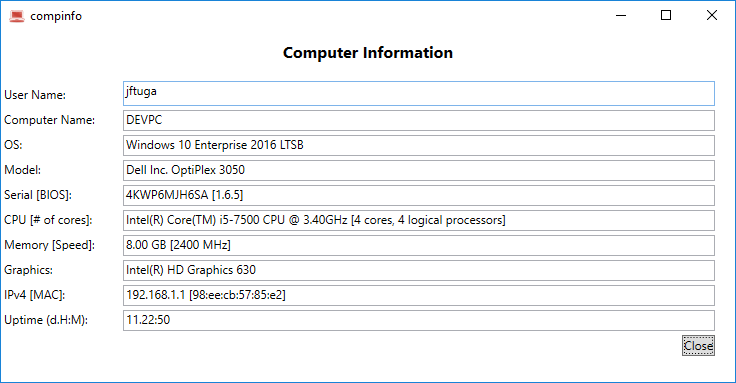 compinfo
Computer Information
User Name: jftuga
Computer Name: DEVPC
OS: Windows 10 Enterprise 2016 LTSB
Model: Dell Inc. OptiPlex 3050
Serial [BIOS]: 4KWP6MJH6SA [1.6.5]
CPU [# of cores]: Intel(R) Core(TM) i5-7500 CPU @ 3.40GHz [4 cores, 4 logical processors]
Memory [Speed]: 8.00 GB [2400 MHz]
Graphics: Intel(R) HD Graphics 630
IPv4 [MAC]: 192.168.1.1 [98:ee:cb:57:85:e2]
Uptime (d.H:M): 11.22:50
Close